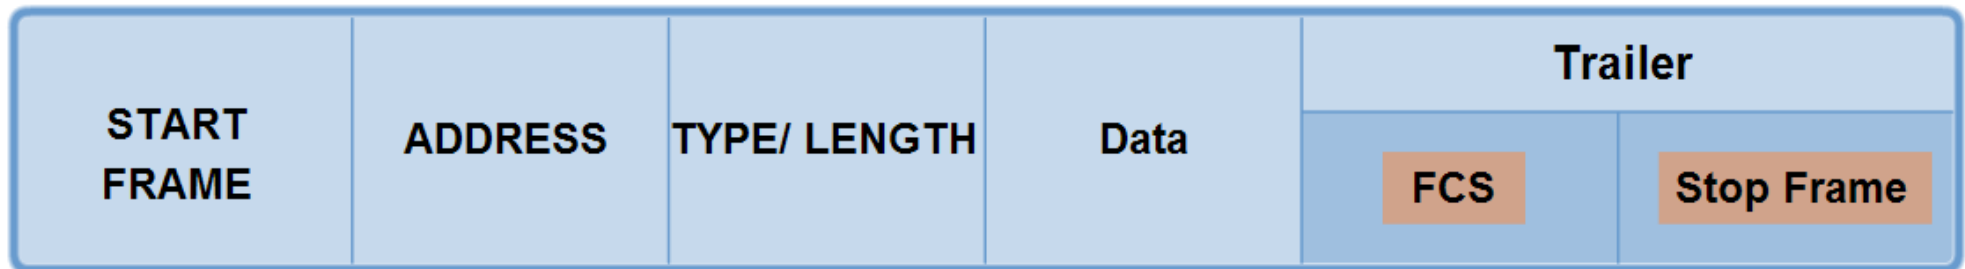 START
FRAME
ADDRESS
TYPE/ LENGTH
Data
Trailer
FCS
Stop Frame